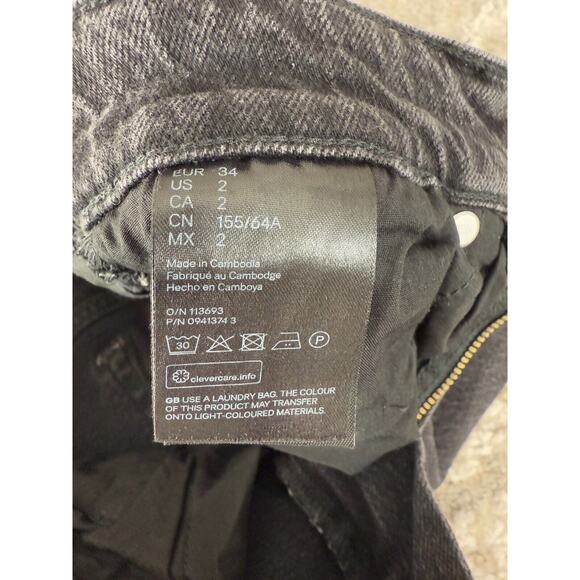 EUR 34
US 2
CA 2
CN 155/64A
MX 2
Made in Cambodia
Fabriqué au Cambodge
Hecho en Camboya
O/N 113693
P/N 0941374 3
30 P
clevercare.info
GB USE A LAUNDRY BAG. THE COLOUR
OF THIS PRODUCT MAY TRANSFER
ONTO LIGHT-COLOURED MATERIALS.